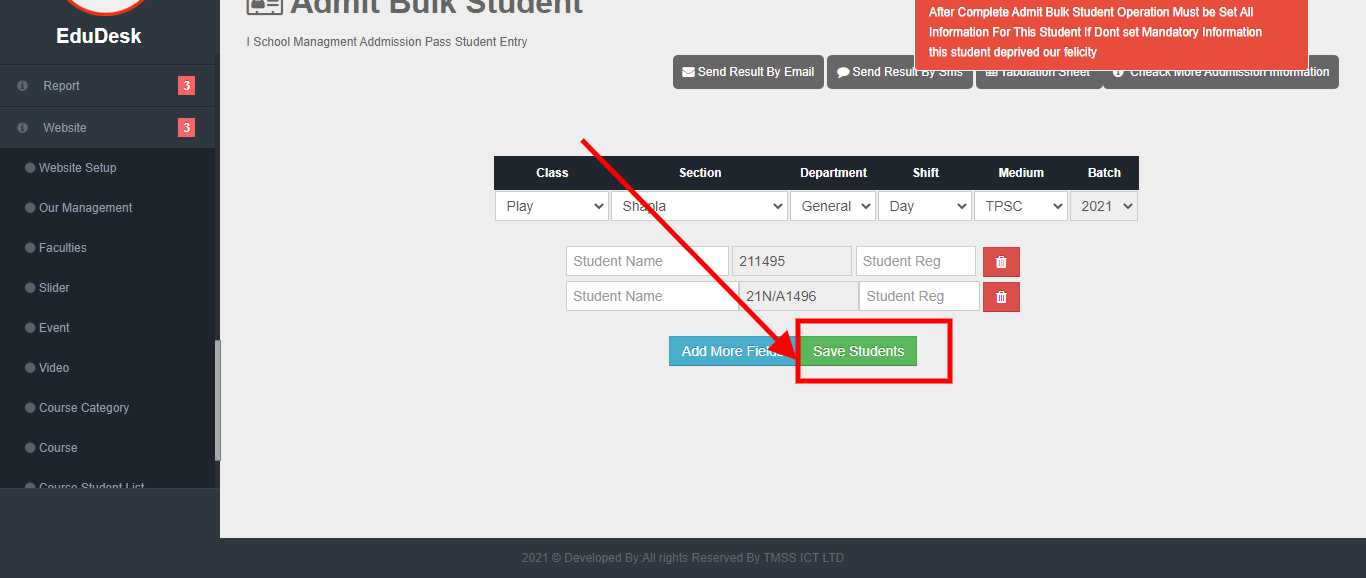 Admit Bulk Student
I School Managment Addmission Pass Student Entry
After Complete Admit Bulk Student Operation Must be Set All
Information For This Student If Dont set Mandatory Information
this student deprived our felicity
Send Result By Email
Send Result By Sms
Tabulation Sheet
Cheack More Addmission Information
EduDesk
Report 3
Website 3
Website Setup
Our Management
Faculties
Slider
Event
Video
Course Category
Course
Course Student List
Class Section Department Shift Medium Batch
Play Shapla General Day TPSC 2021
Student Name 211495 Student Reg
Student Name 21N/A1496 Student Reg
Add More Fields Save Students
2021 © Developed By:All rights Reserved By TMSS ICT LTD